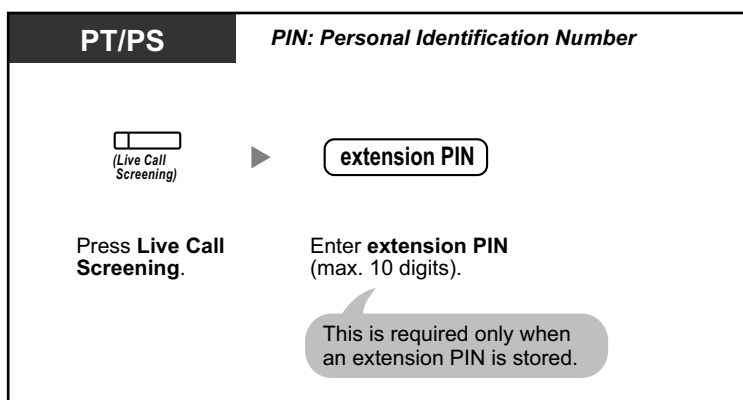 PT/PS
PIN: Personal Identification Number
(Live Call
Screening)
extension PIN
Press Live Call
Screening.
Enter extension PIN
(max. 10 digits).
This is required only when
an extension PIN is stored.